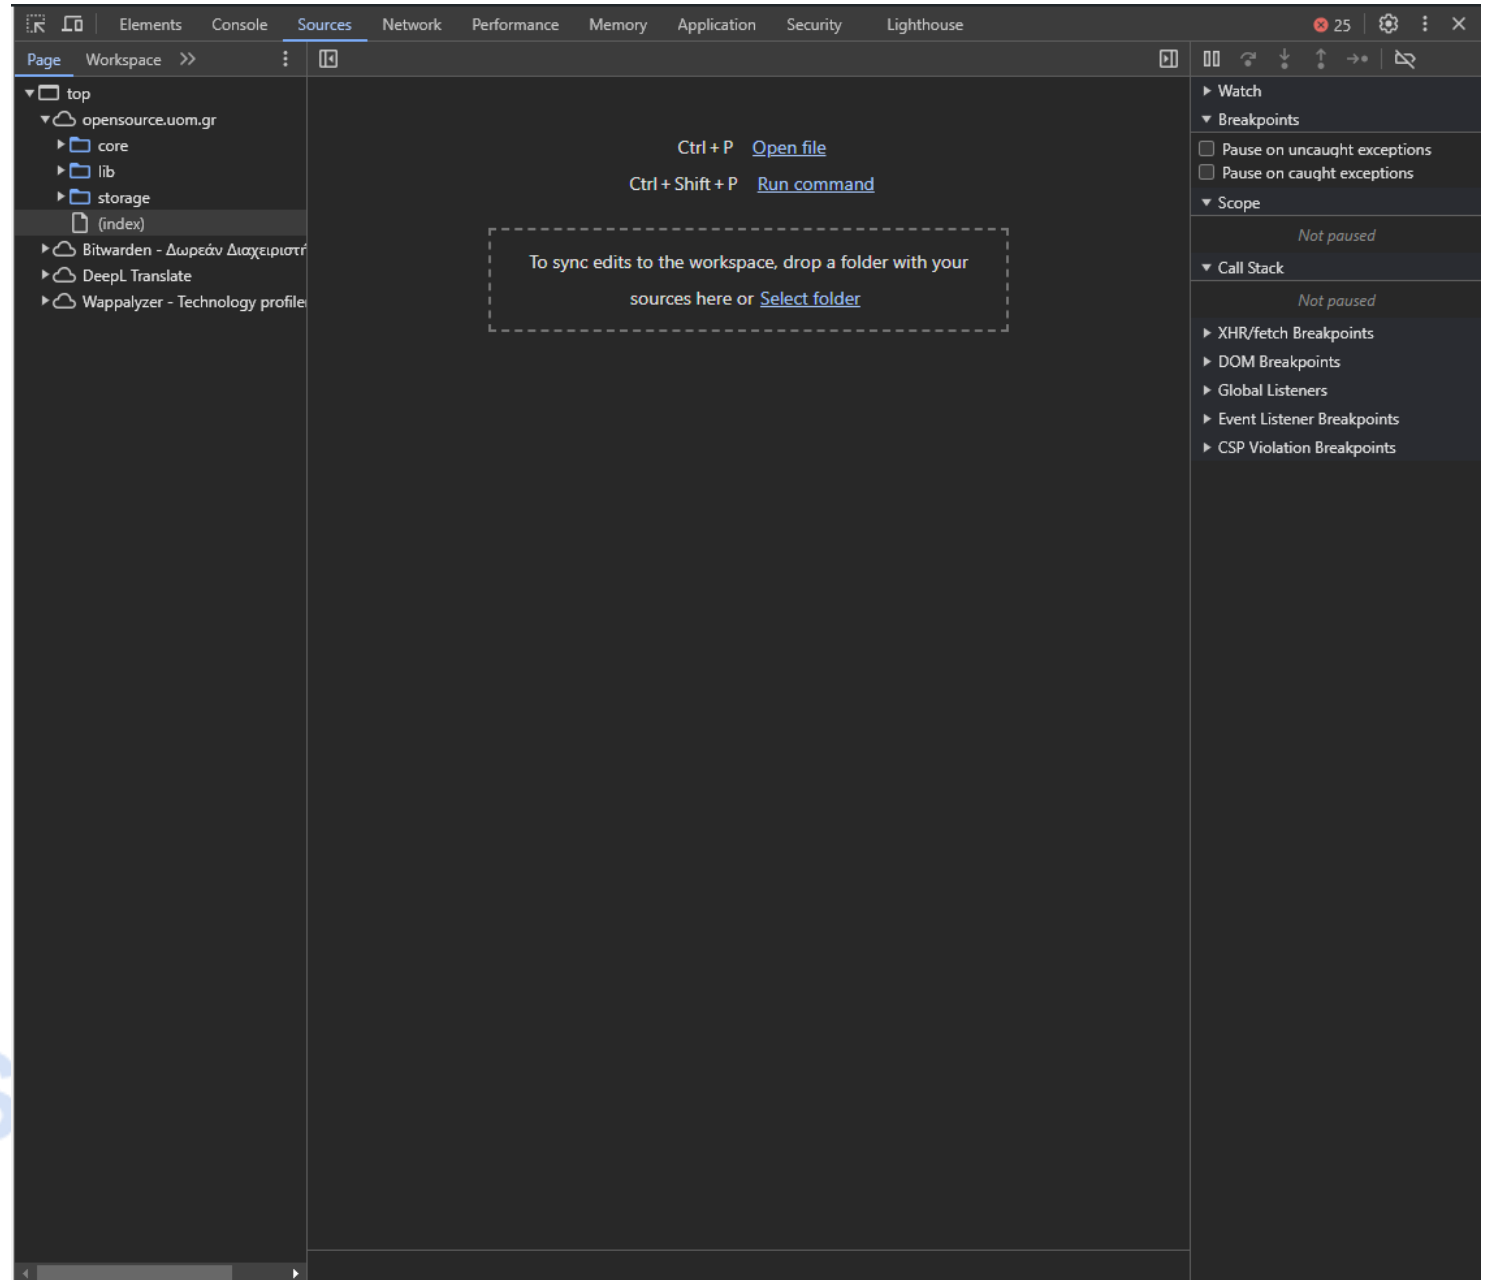 Elements Console Sources Network Performance Memory Application Security Lighthouse 25
Page Workspace
top
opensource.uom.gr
core
lib
storage
(index)
Bitwarden - Δωρεάν Διαχειριστή
DeepL Translate
Wappalyzer - Technology profiler
Ctrl + P Open file
Ctrl + Shift + P Run command
To sync edits to the workspace, drop a folder with your
sources here or Select folder
Watch
Breakpoints
Pause on uncaught exceptions
Pause on caught exceptions
Scope
Not paused
Call Stack
Not paused
XHR/fetch Breakpoints
DOM Breakpoints
Global Listeners
Event Listener Breakpoints
CSP Violation Breakpoints